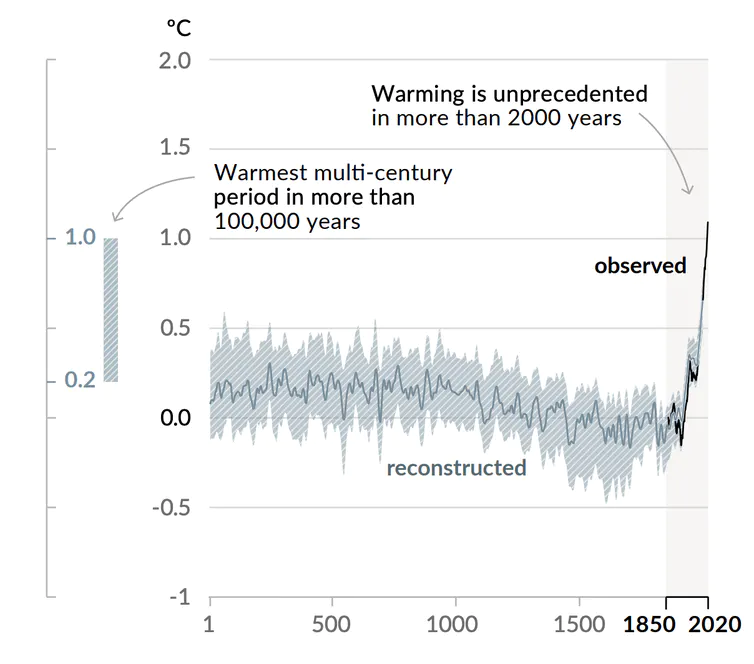 ºC
2.0
Warming is unprecedented
in more than 2000 years
1.5
Warmest multi-century
period in more than
100,000 years
1.0
1.0
observed
0.5
0.2
0.0
reconstructed
-0.5
-1
1 500 1000 1500 1850 2020